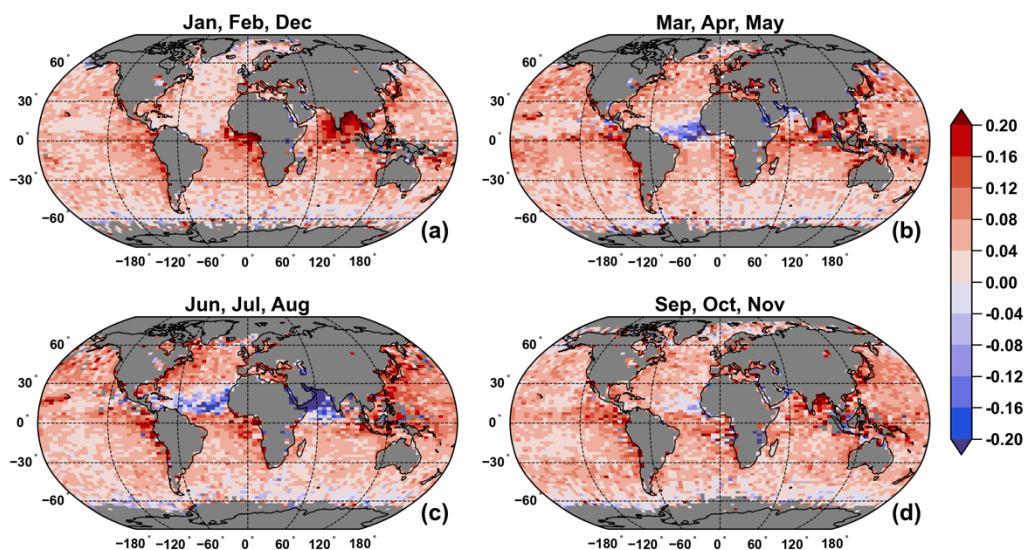 Jan, Feb, Dec
Mar, Apr, May
60° 30° 0° −30° −60°
60° 30° 0° −30° −60°
(a)
(b)
−180° −120° −60° 0° 60° 120° 180°
−180° −120° −60° 0° 60° 120° 180°
0.20
0.16
0.12
0.08
0.04
0.00
-0.04
-0.08
-0.12
-0.16
-0.20
Jun, Jul, Aug
Sep, Oct, Nov
60° 30° 0° −30° −60°
60° 30° 0° −30° −60°
(c)
(d)
−180° −120° −60° 0° 60° 120° 180°
−180° −120° −60° 0° 60° 120° 180°